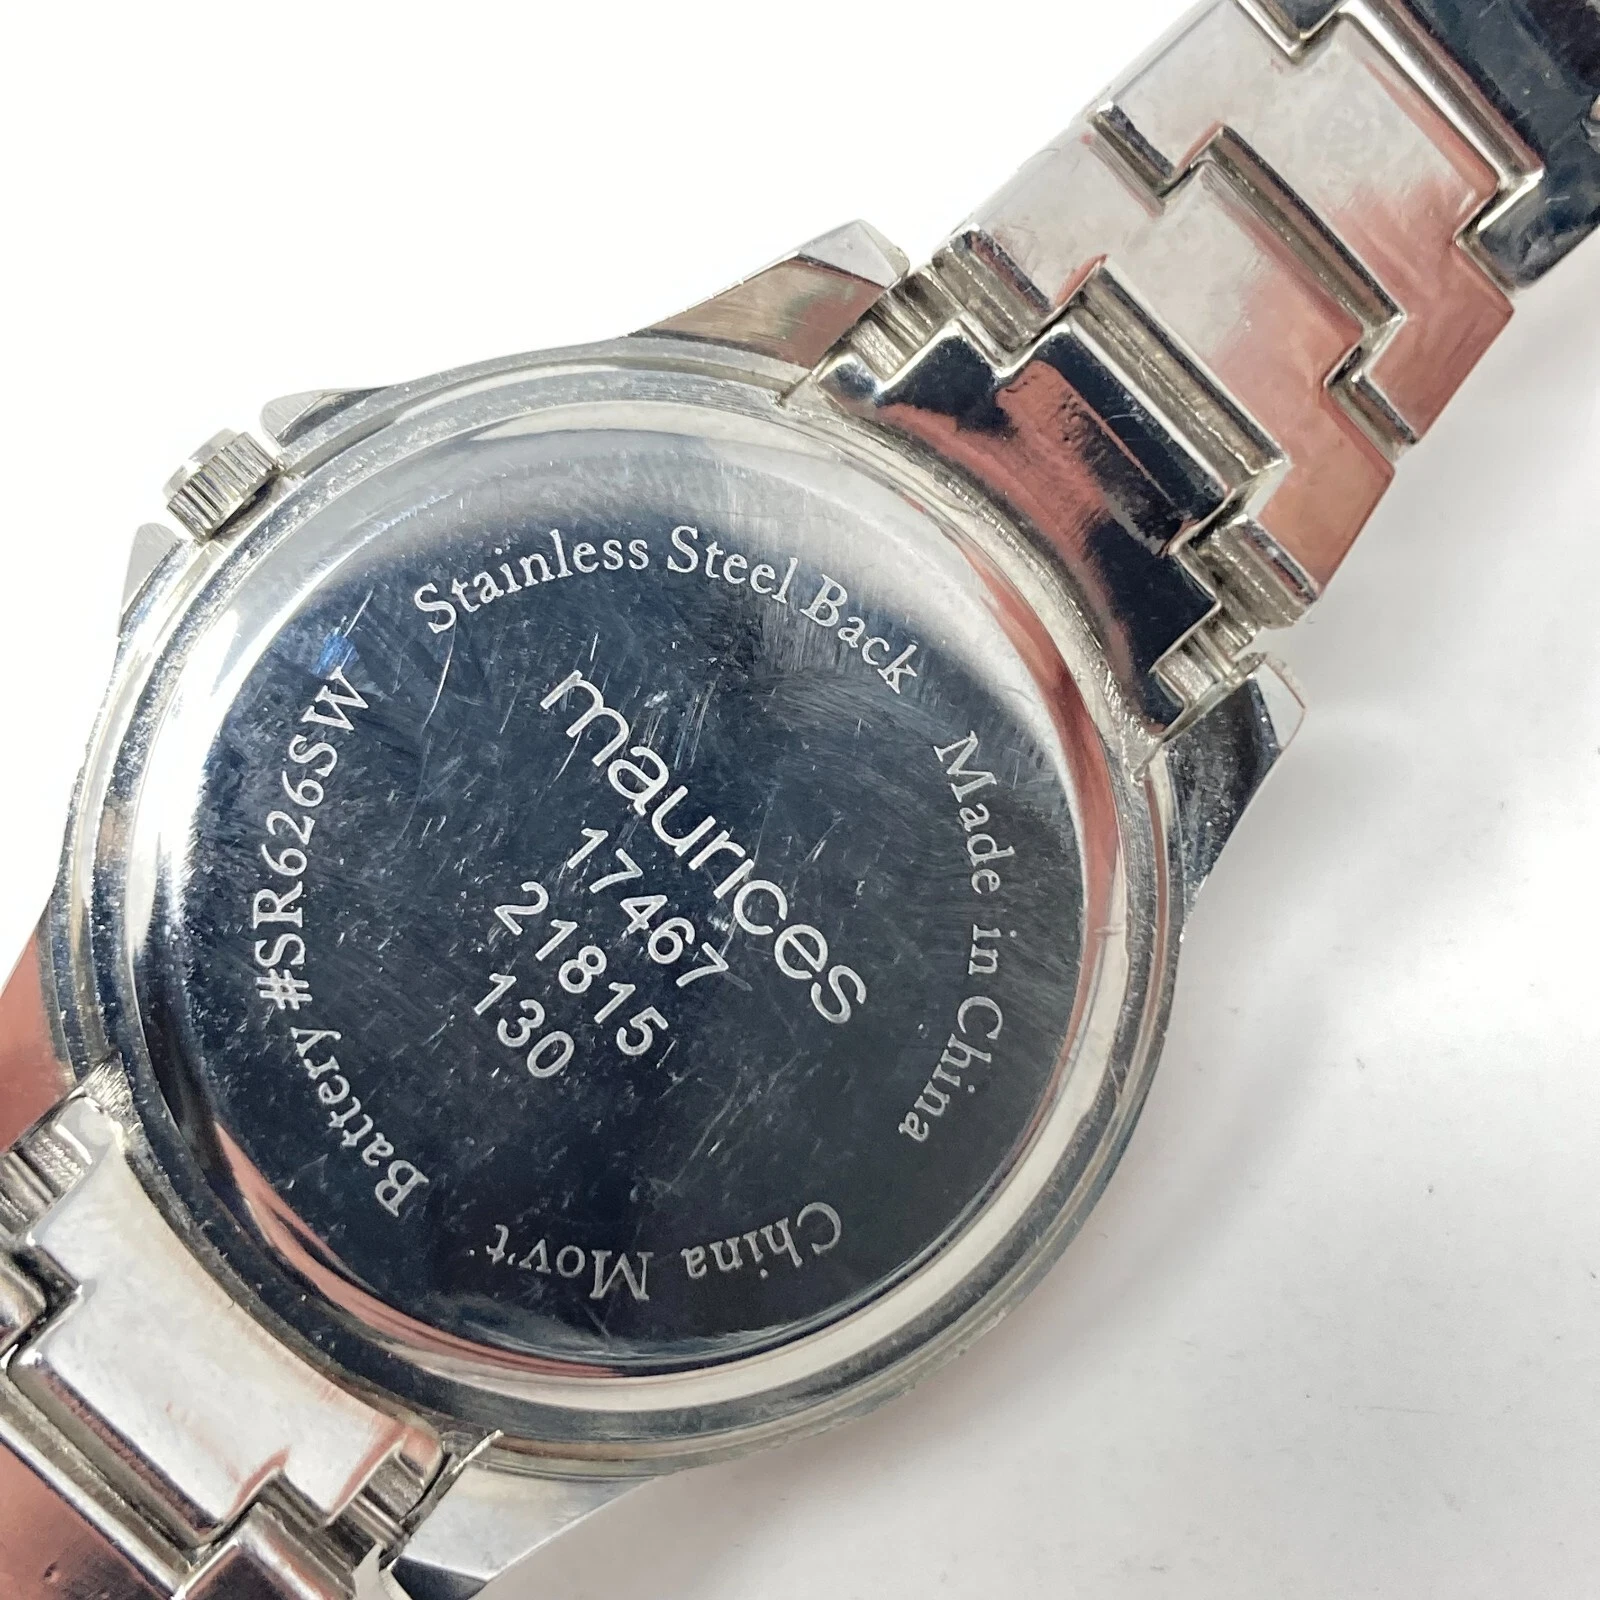 Stainless Steel Back
Made in China
China Mov't
Battery #SR626SW
maurices
17467
21815
130